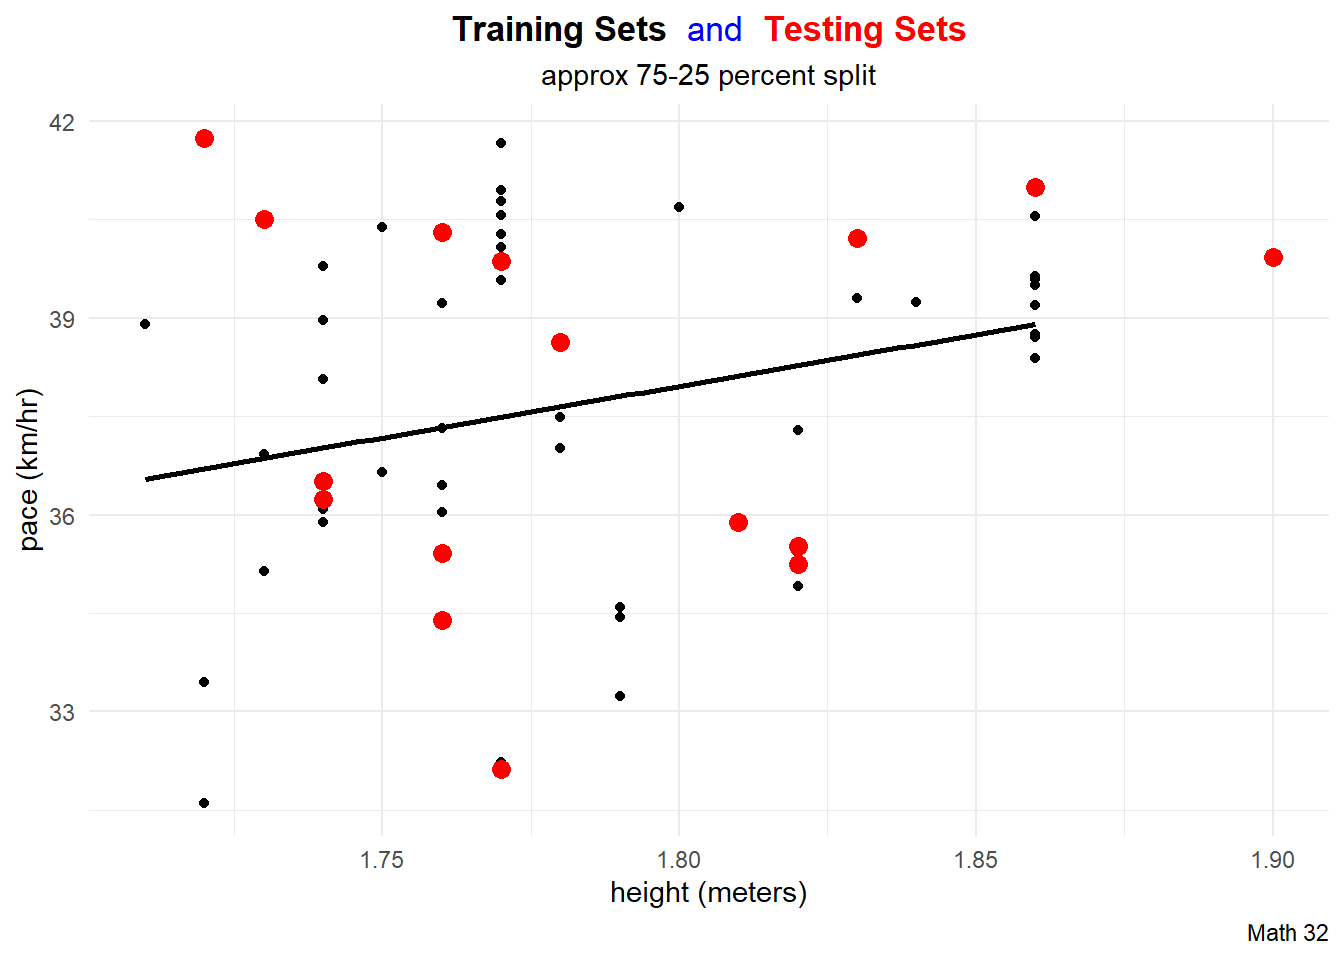 Training Sets and Testing Sets
approx 75-25 percent split
42
39
36
33
pace (km/hr)
1.75 1.80 1.85 1.90
height (meters)
Math 32